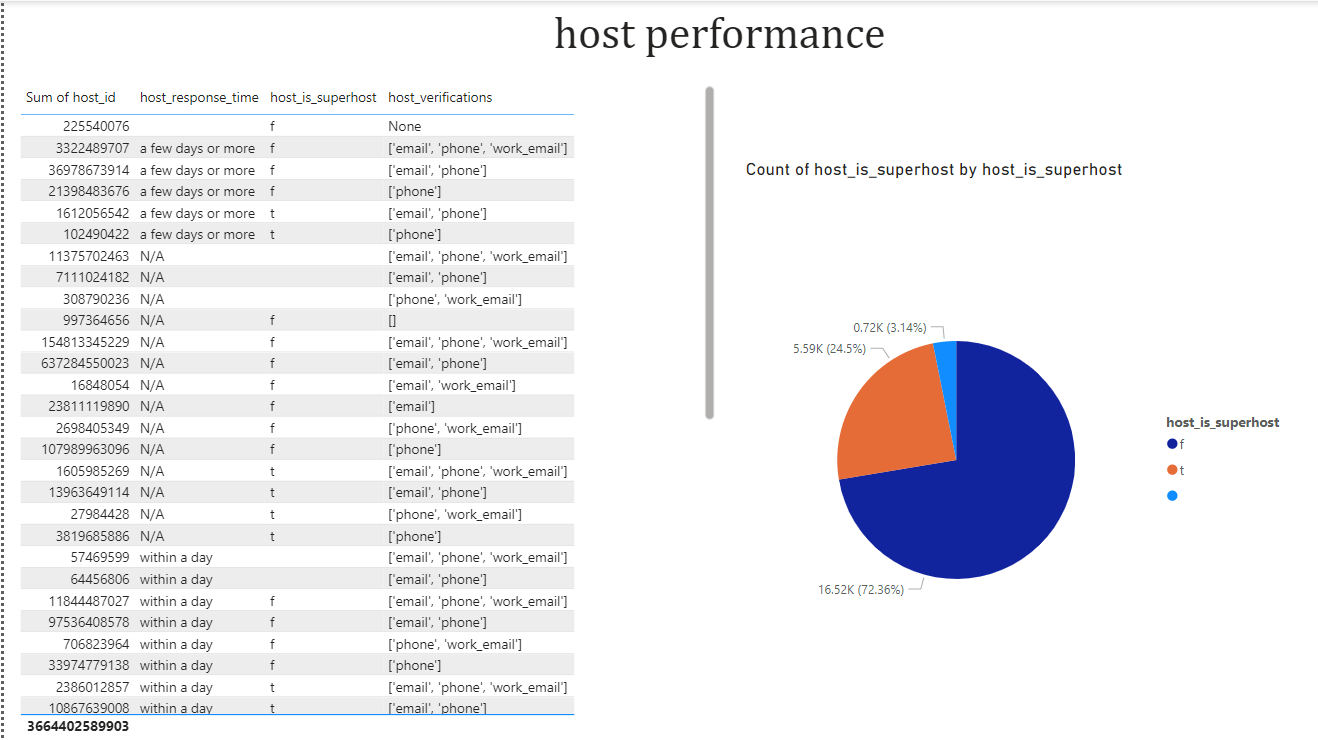 host performance
Sum of host_id host_response_time host_is_superhost host_verifications
225540076 f None
3322489707 a few days or more f ['email', 'phone', 'work_email']
36978673914 a few days or more f ['email', 'phone']
21398483676 a few days or more f ['phone']
1612056542 a few days or more t ['email', 'phone']
102490422 a few days or more t ['phone']
11375702463 N/A ['email', 'phone', 'work_email']
7111024182 N/A ['email', 'phone']
308790236 N/A ['phone', 'work_email']
997364656 N/A f []
154813345229 N/A f ['email', 'phone', 'work_email']
637284550023 N/A f ['email', 'phone']
16848054 N/A f ['email', 'work_email']
23811119890 N/A f ['email']
2698405349 N/A f ['phone', 'work_email']
107989963096 N/A f ['phone']
1605985269 N/A t ['email', 'phone', 'work_email']
13963649114 N/A t ['email', 'phone']
27984428 N/A t ['phone', 'work_email']
3819685886 N/A t ['phone']
57469599 within a day ['email', 'phone', 'work_email']
64456806 within a day ['email', 'phone']
11844487027 within a day f ['email', 'phone', 'work_email']
97536408578 within a day f ['email', 'phone']
706823964 within a day f ['phone', 'work_email']
33974779138 within a day f ['phone']
2386012857 within a day t ['email', 'phone', 'work_email']
10867639008 within a day t ['email', 'phone']
3664402589903
Count of host_is_superhost by host_is_superhost
0.72K (3.14%)
5.59K (24.5%)
16.52K (72.36%)
host_is_superhost
f
t